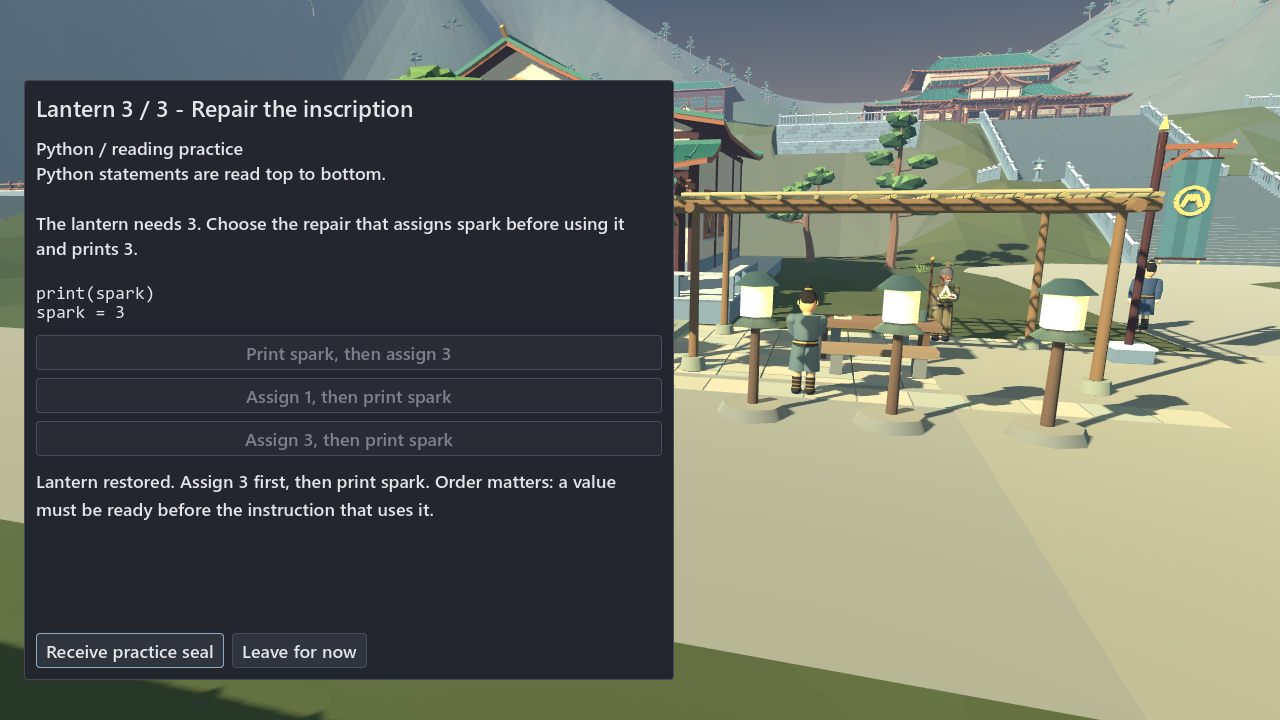 Lantern 3 / 3 - Repair the inscription
Python / reading practice
Python statements are read top to bottom.
The lantern needs 3. Choose the repair that assigns spark before using it
and prints 3.
print(spark)
spark = 3
Print spark, then assign 3
Assign 1, then print spark
Assign 3, then print spark
Lantern restored. Assign 3 first, then print spark. Order matters: a value
must be ready before the instruction that uses it.
Receive practice seal
Leave for now